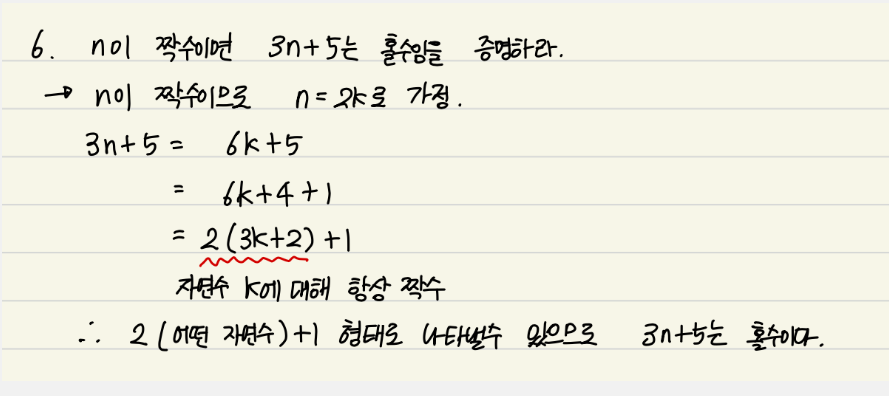 6. n이 짝수이면 3n+5는 홀수임을 증명하라.
→ n이 짝수이므로 n=2k로 가정.
3n+5 = 6k+5
= 6k+4+1
= 2(3k+2)+1
자연수 k에 대해 항상 짝수
∴ 2(어떤 자연수)+1 형태로 나타낼수 있으므로 3n+5는 홀수이다.